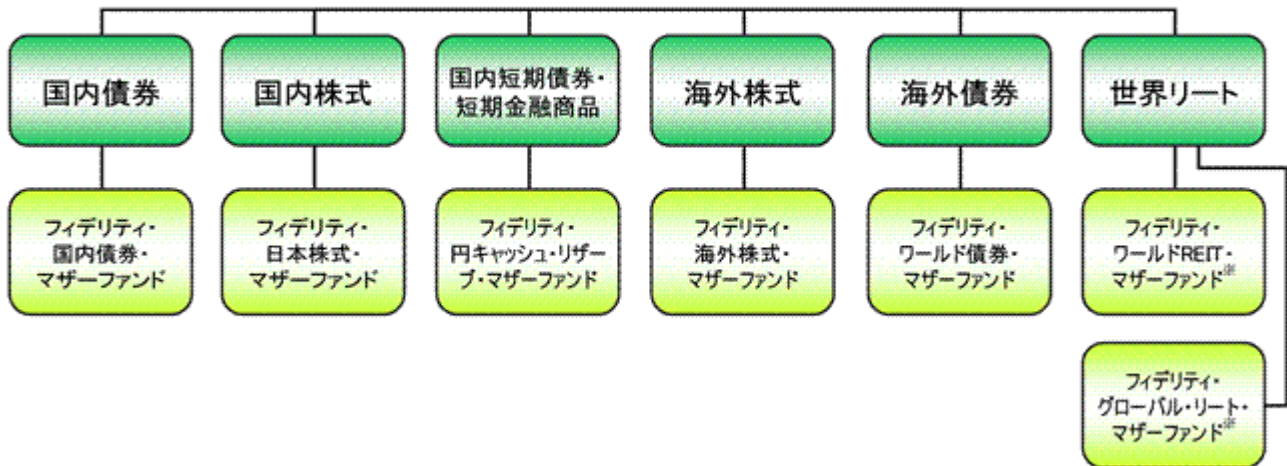 国内債券
国内株式
国内短期債券・
短期金融商品
海外株式
海外債券
世界リート
フィデリティ・
国内債券・
マザーファンド
フィデリティ・
日本株式・
マザーファンド
フィデリティ・
円キャッシュ・リザー
ブ・マザーファンド
フィデリティ・
海外株式・
マザーファンド
フィデリティ・
ワールド債券・
マザーファンド
フィデリティ・
ワールドREIT・
マザーファンド※
フィデリティ・
グローバル・リート・
マザーファンド※